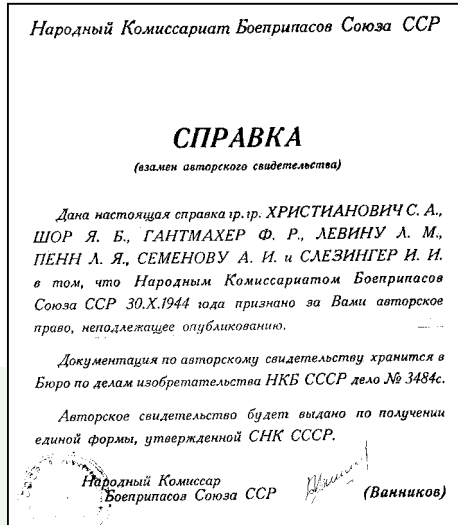 Народный Комиссариат Боеприпасов Союза ССР
СПРАВКА
(взамен авторского свидетельства)
Дана настоящая справка гр.гр. ХРИСТИАНОВИЧ С. А.,
ШОР Я. Б., ГАНТМАХЕР Ф. Р., ЛЕВИНУ Л. М.,
ПЕНН Л. Я., СЕМЕНОВУ А. И. и СЛЕЗИНГЕР И. И.
в том, что Народным Комиссариатом Боеприпасов
Союза ССР 30.X.1944 года признано за Вами авторское
право, неподлежащее опубликованию.
Документация по авторскому свидетельству хранится в
Бюро по делам изобретательства НКБ СССР дело № 3484с.
Авторское свидетельство будет выдано по получении
единой формы, утвержденной СНК СССР.
Народный Комиссар
Боеприпасов Союза ССР (Ванников)